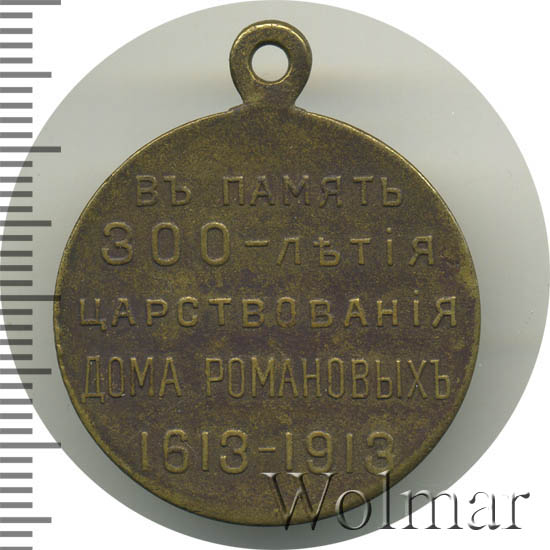 ВЪ ПАМЯТЬ
300-ЛѢТІЯ
ЦАРСТВОВАНІЯ
ДОМА РОМАНОВЫХЪ
1613-1913
Wolmar